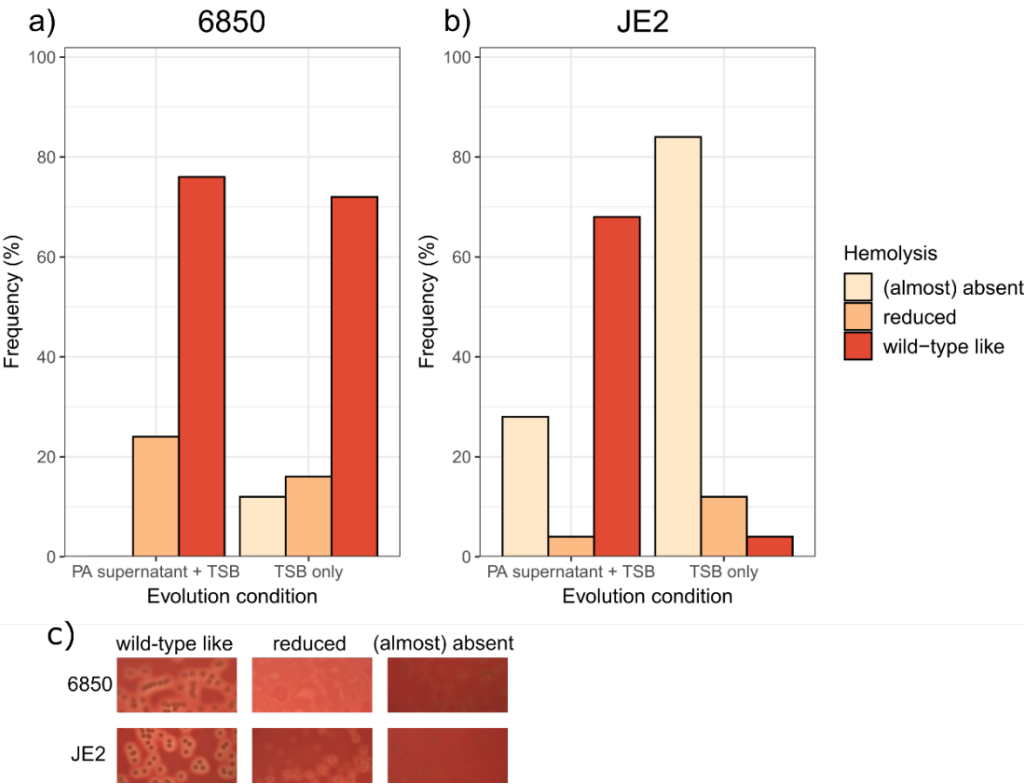 a) 6850
b) JE2
Frequency (%)
100
80
60
40
20
0
PA supernatant + TSB
TSB only
Evolution condition
Frequency (%)
100
80
60
40
20
0
PA supernatant + TSB
TSB only
Evolution condition
Hemolysis
(almost) absent
reduced
wild−type like
c)
wild-type like
reduced
(almost) absent
6850
JE2